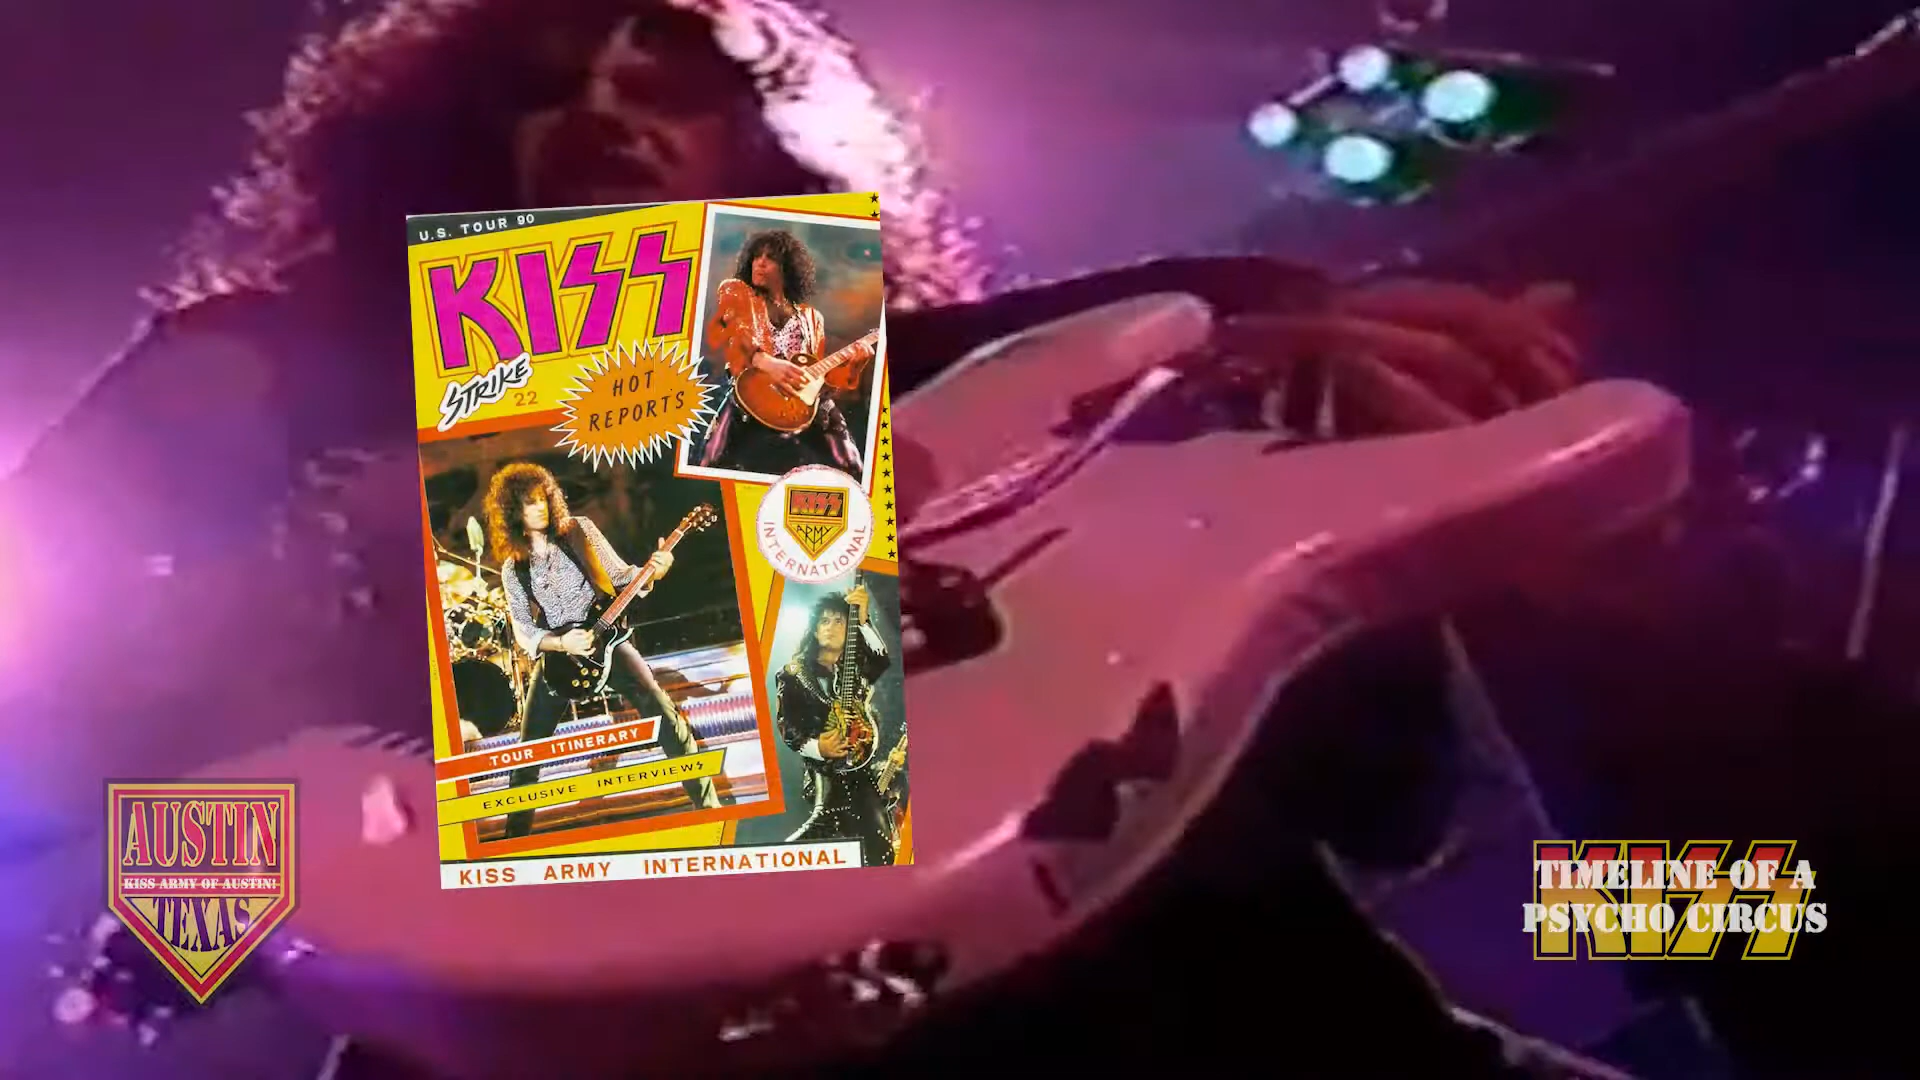 U.S. TOUR 90
KISS
STRIKE
22
HOT
REPORTS
KISS
ARMY
INTERNATIONAL
TOUR ITINERARY
EXCLUSIVE INTERVIEWS
KISS ARMY INTERNATIONAL
AUSTIN
KISS ARMY OF AUSTIN!
TEXAS
KISS
TIMELINE OF A
PSYCHO CIRCUS